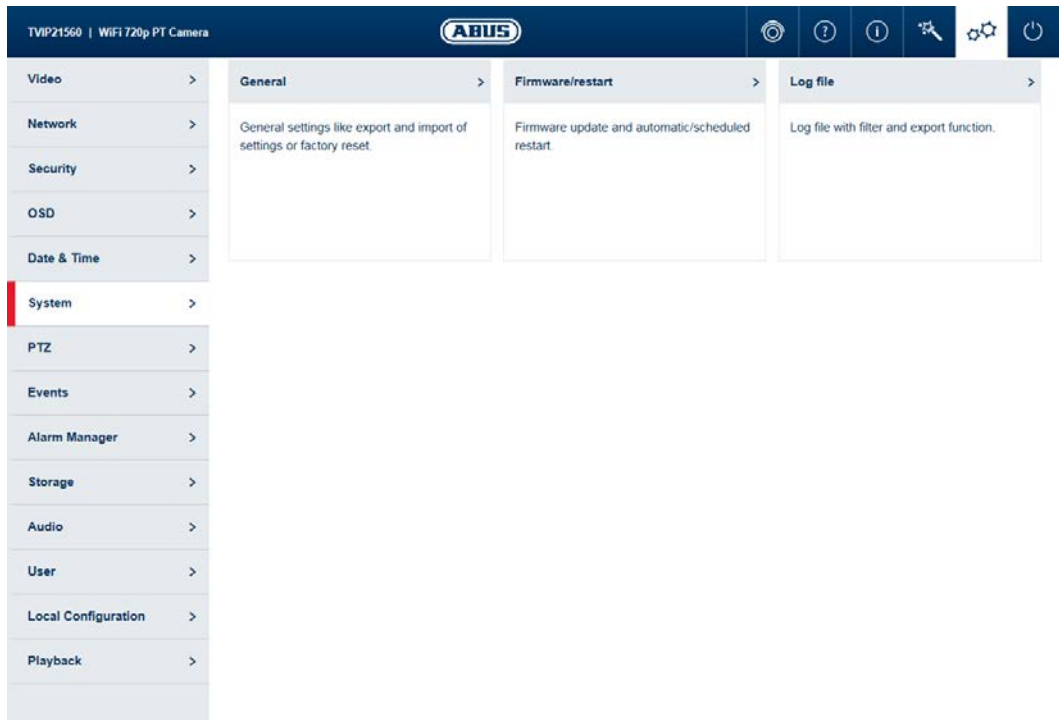 TVIP21560 | WiFi 720p PT Camera
ABUS
Video
Network
Security
OSD
Date & Time
System
PTZ
Events
Alarm Manager
Storage
Audio
User
Local Configuration
Playback
General
General settings like export and import of
settings or factory reset.
Firmware/restart
Firmware update and automatic/scheduled
restart.
Log file
Log file with filter and export function.